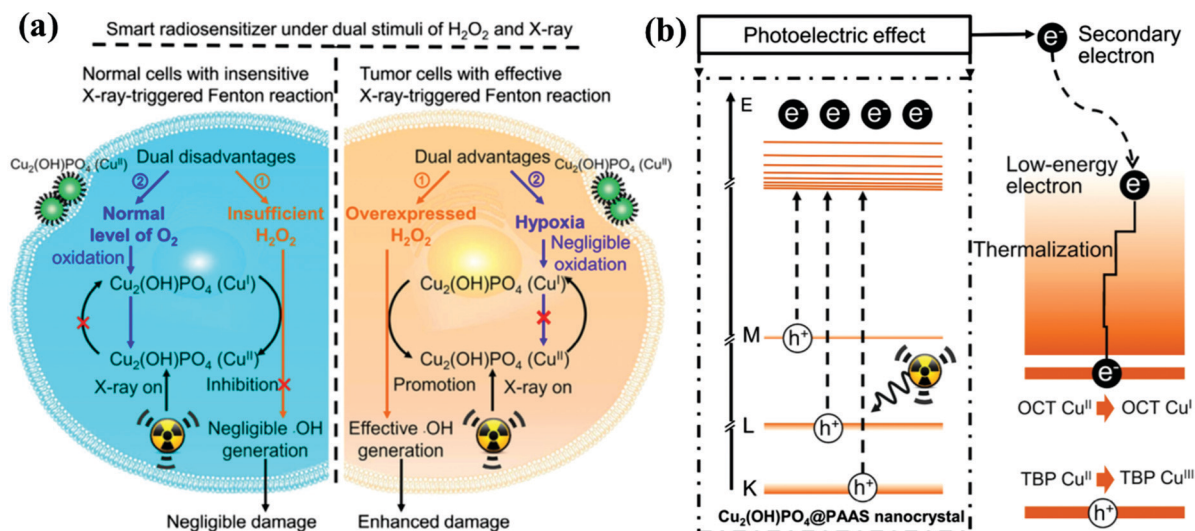 (a)
Smart radiosensitizer under dual stimuli of H₂O₂ and X-ray
Normal cells with insensitive
X-ray-triggered Fenton reaction
Tumor cells with effective
X-ray-triggered Fenton reaction
Cu₂(OH)PO₄ (Cuᴵᴵ)
Dual disadvantages
②
①
Normal
level of O₂
Insufficient
H₂O₂
oxidation
Cu₂(OH)PO₄ (Cuᴵ)
Cu₂(OH)PO₄ (Cuᴵᴵ)
X-ray on
Inhibition
Negligible ·OH
generation
Negligible damage
Dual advantages
Cu₂(OH)PO₄ (Cuᴵᴵ)
①
②
Overexpressed
H₂O₂
Hypoxia
Negligible
oxidation
Cu₂(OH)PO₄ (Cuᴵ)
Cu₂(OH)PO₄ (Cuᴵᴵ)
Promotion
X-ray on
Effective ·OH
generation
Enhanced damage
(b)
Photoelectric effect
e⁻
Secondary
electron
E
e⁻ e⁻ e⁻ e⁻
M
h⁺
L
h⁺
K
h⁺
Cu₂(OH)PO₄@PAAS nanocrystal
Low-energy
electron
e⁻
Thermalization
e⁻
OCT Cuᴵᴵ OCT Cuᴵ
TBP Cuᴵᴵ TBP Cuᴵᴵᴵ
h⁺